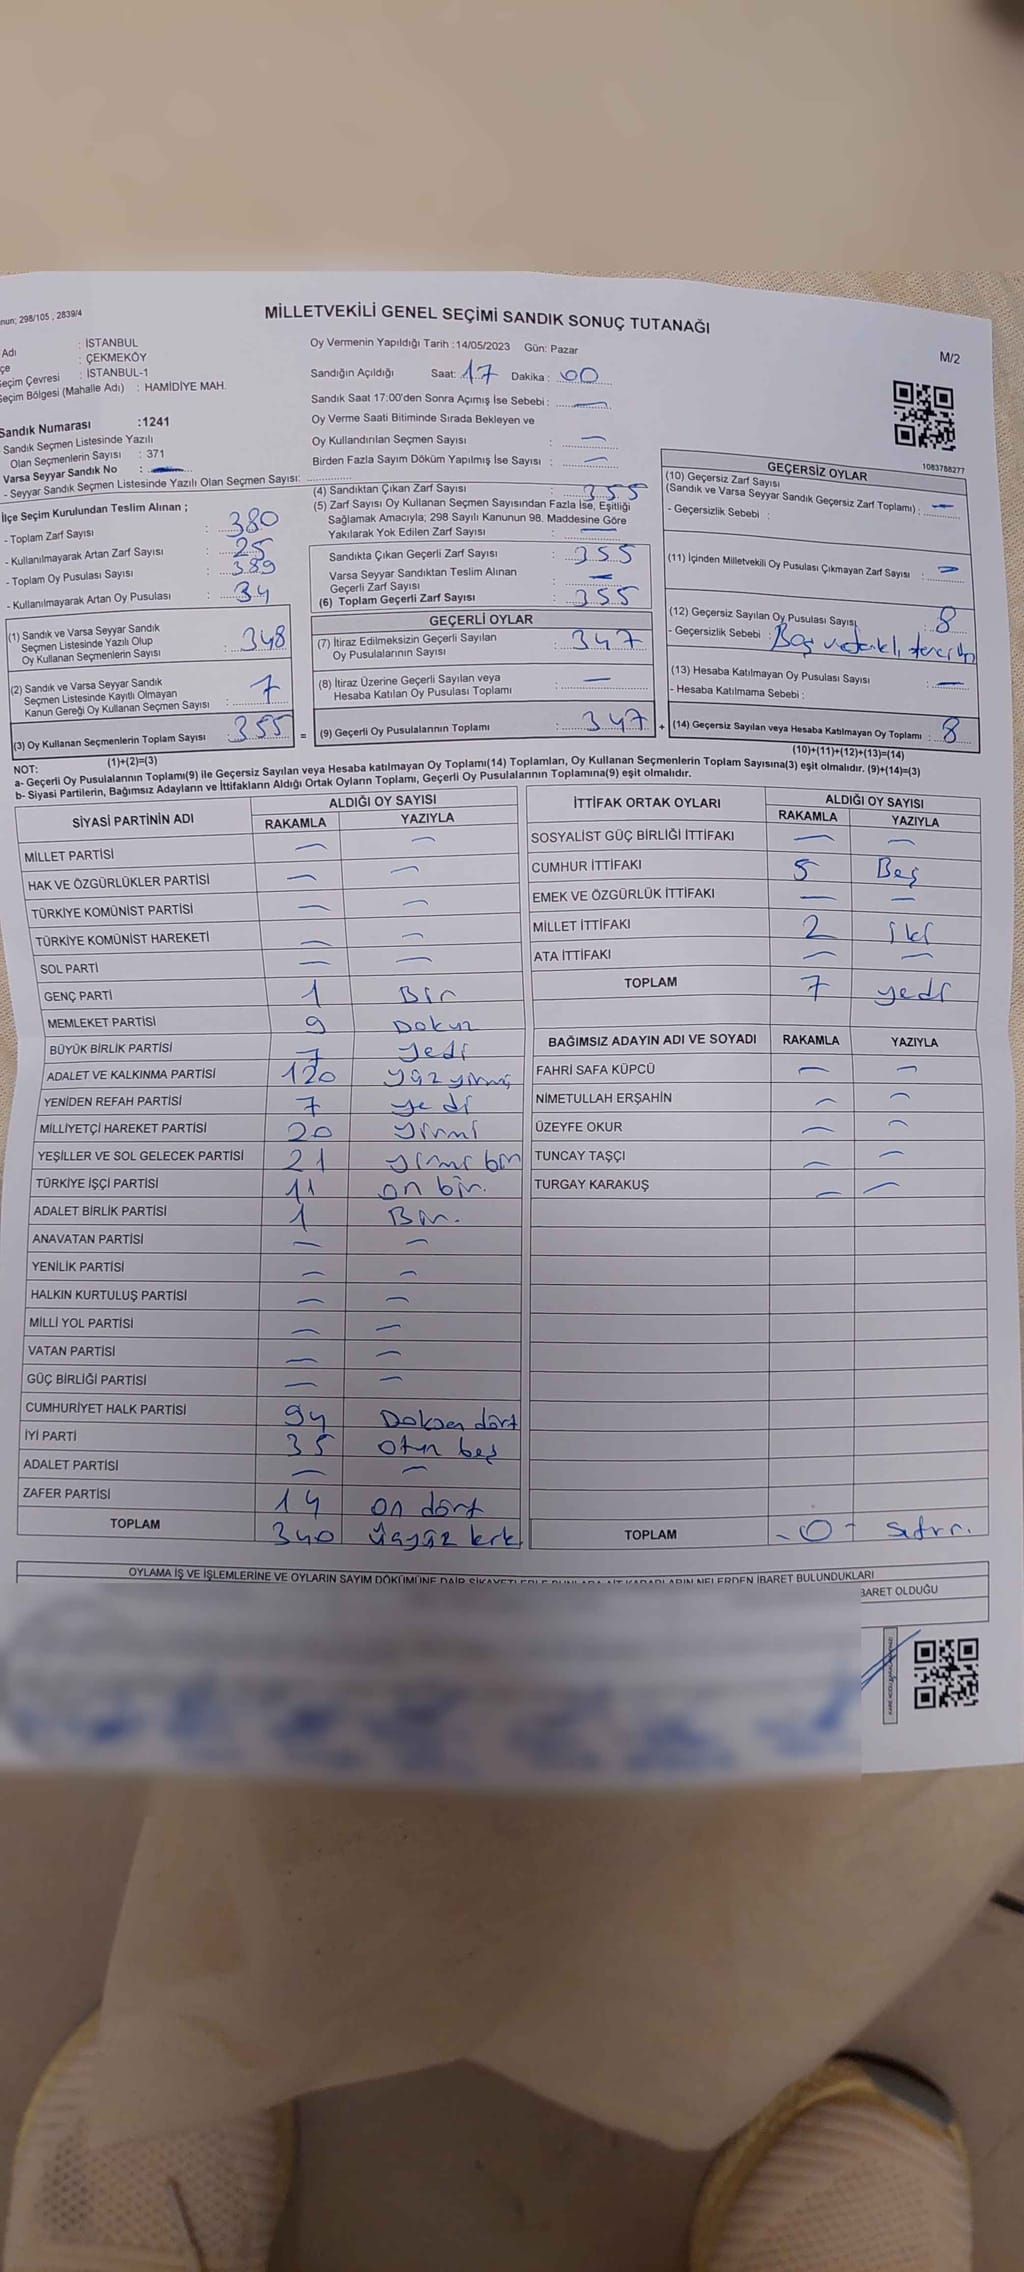 nun; 298/105 , 2839/4
MİLLETVEKİLİ GENEL SEÇİMİ SANDIK SONUÇ TUTANAĞI
M/2
Adı : İSTANBUL
çe : ÇEKMEKÖY
Seçim Çevresi : İSTANBUL-1
Seçim Bölgesi (Mahalle Adı) : HAMİDİYE MAH.
Sandık Numarası :1241
Sandık Seçmen Listesinde Yazılı
Olan Seçmenlerin Sayısı : 371
Varsa Seyyar Sandık No : —
- Seyyar Sandık Seçmen Listesinde Yazılı Olan Seçmen Sayısı:
Oy Vermenin Yapıldığı Tarih :14/05/2023 Gün: Pazar
Sandığın Açıldığı Saat: 17 Dakika : 00
Sandık Saat 17:00'den Sonra Açımış İse Sebebi : —
Oy Verme Saati Bitiminde Sırada Bekleyen ve
Oy Kullandırılan Seçmen Sayısı : —
Birden Fazla Sayım Döküm Yapılmış İse Sayısı : —
1083788277
İlçe Seçim Kurulundan Teslim Alınan ;
- Toplam Zarf Sayısı : 380
- Kullanılmayarak Artan Zarf Sayısı : 25
- Toplam Oy Pusulası Sayısı : 389
- Kullanılmayarak Artan Oy Pusulası : 34
(1) Sandık ve Varsa Seyyar Sandık
Seçmen Listesinde Yazılı Olup
Oy Kullanan Seçmenlerin Sayısı : 348
(2) Sandık ve Varsa Seyyar Sandık
Seçmen Listesinde Kayıtlı Olmayan
Kanun Gereği Oy Kullanan Seçmen Sayısı : 7
(3) Oy Kullanan Seçmenlerin Toplam Sayısı : 355
(1)+(2)=(3)
(4) Sandıktan Çıkan Zarf Sayısı : 355
(5) Zarf Sayısı Oy Kullanan Seçmen Sayısından Fazla İse, Eşitliği
Sağlamak Amacıyla; 298 Sayılı Kanunun 98. Maddesine Göre
Yakılarak Yok Edilen Zarf Sayısı : —
Sandıkta Çıkan Geçerli Zarf Sayısı : 355
Varsa Seyyar Sandıktan Teslim Alınan
Geçerli Zarf Sayısı : —
(6) Toplam Geçerli Zarf Sayısı : 355
GEÇERLİ OYLAR
(7) İtiraz Edilmeksizin Geçerli Sayılan
Oy Pusulalarının Sayısı : 347
(8) İtiraz Üzerine Geçerli Sayılan veya
Hesaba Katılan Oy Pusulası Toplamı : —
= (9) Geçerli Oy Pusulalarının Toplamı : 347 +
GEÇERSİZ OYLAR
(10) Geçersiz Zarf Sayısı
(Sandık ve Varsa Seyyar Sandık Geçersiz Zarf Toplamı) : —
- Geçersizlik Sebebi :
(11) İçinden Milletvekili Oy Pusulası Çıkmayan Zarf Sayısı : —
(12) Geçersiz Sayılan Oy Pusulası Sayısı : 8
- Geçersizlik Sebebi : Boş
(13) Hesaba Katılmayan Oy Pusulası Sayısı : —
- Hesaba Katılmama Sebebi :
(14) Geçersiz Sayılan veya Hesaba Katılmayan Oy Toplamı : 8
(10)+(11)+(12)+(13)=(14)
NOT:
a- Geçerli Oy Pusulalarının Toplamı(9) ile Geçersiz Sayılan veya Hesaba katılmayan Oy Toplamı(14) Toplamları, Oy Kullanan Seçmenlerin Toplam Sayısına(3) eşit olmalıdır. (9)+(14)=(3)
b- Siyasi Partilerin, Bağımsız Adayların ve İttifakların Aldığı Ortak Oyların Toplamı, Geçerli Oy Pusulalarının Toplamına(9) eşit olmalıdır.
SİYASİ PARTİNİN ADI ALDIĞI OY SAYISI
RAKAMLA YAZIYLA
MİLLET PARTİSİ — —
HAK VE ÖZGÜRLÜKLER PARTİSİ — —
TÜRKİYE KOMÜNİST PARTİSİ — —
TÜRKİYE KOMÜNİST HAREKETİ — —
SOL PARTİ — —
GENÇ PARTİ 1 Bir
MEMLEKET PARTİSİ 9 Dokuz
BÜYÜK BİRLİK PARTİSİ 7 yedi
ADALET VE KALKINMA PARTİSİ 120 yüz yirmi
YENİDEN REFAH PARTİSİ 7 yedi
MİLLİYETÇİ HAREKET PARTİSİ 20 yirmi
YEŞİLLER VE SOL GELECEK PARTİSİ 21 yirmi bir
TÜRKİYE İŞÇİ PARTİSİ 11 on bir.
ADALET BİRLİK PARTİSİ 1 Bir.
ANAVATAN PARTİSİ — —
YENİLİK PARTİSİ — —
HALKIN KURTULUŞ PARTİSİ — —
MİLLİ YOL PARTİSİ — —
VATAN PARTİSİ — —
GÜÇ BİRLİĞİ PARTİSİ — —
CUMHURİYET HALK PARTİSİ 94 Doksan dört
İYİ PARTİ 35 otuz beş
ADALET PARTİSİ — —
ZAFER PARTİSİ 14 on dört
TOPLAM 340 üçyüz kırk
İTTİFAK ORTAK OYLARI ALDIĞI OY SAYISI
RAKAMLA YAZIYLA
SOSYALİST GÜÇ BİRLİĞİ İTTİFAKI — —
CUMHUR İTTİFAKI 5 Beş
EMEK VE ÖZGÜRLÜK İTTİFAKI — —
MİLLET İTTİFAKI 2 iki
ATA İTTİFAKI — —
TOPLAM 7 yedi
BAĞIMSIZ ADAYIN ADI VE SOYADI RAKAMLA YAZIYLA
FAHRİ SAFA KÜPCÜ — —
NİMETULLAH ERŞAHİN — —
ÜZEYFE OKUR — —
TUNCAY TAŞÇI — —
TURGAY KARAKUŞ — —
TOPLAM -0- sıfır.
OYLAMA İŞ VE İŞLEMLERİNE VE OYLARIN SAYIM DÖKÜMÜNE DAİR ŞİKAYETLERLE BUNLARA AİT KARARLARIN NELERDEN İBARET BULUNDUKLARI
BARET OLDUĞU